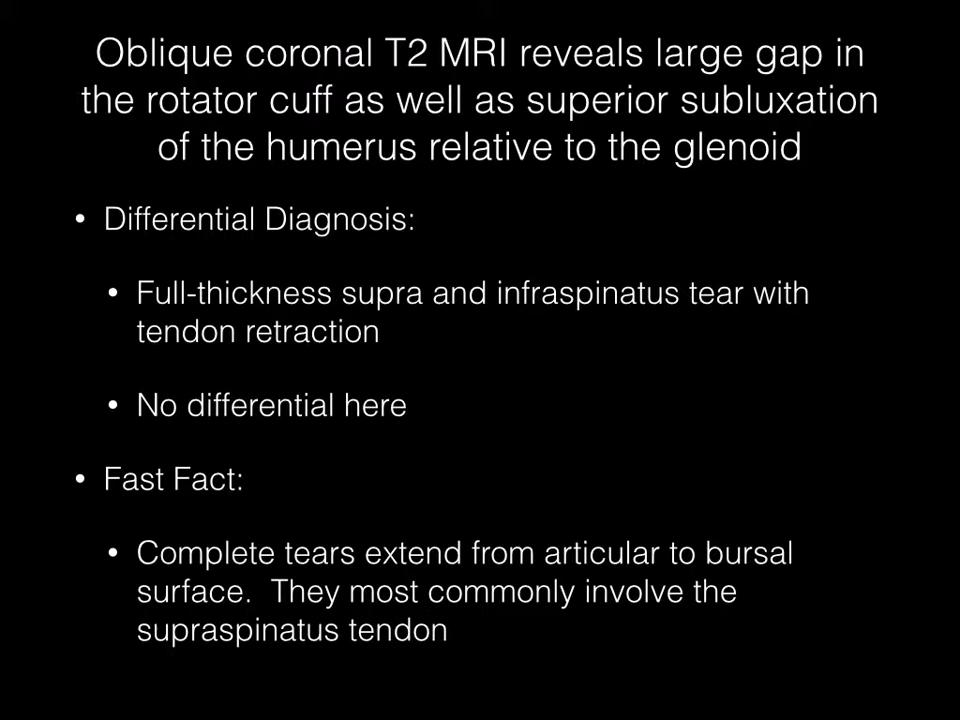 Oblique coronal T2 MRI reveals large gap in
the rotator cuff as well as superior subluxation
of the humerus relative to the glenoid
• Differential Diagnosis:
• Full-thickness supra and infraspinatus tear with
tendon retraction
• No differential here
• Fast Fact:
• Complete tears extend from articular to bursal
surface.  They most commonly involve the
supraspinatus tendon